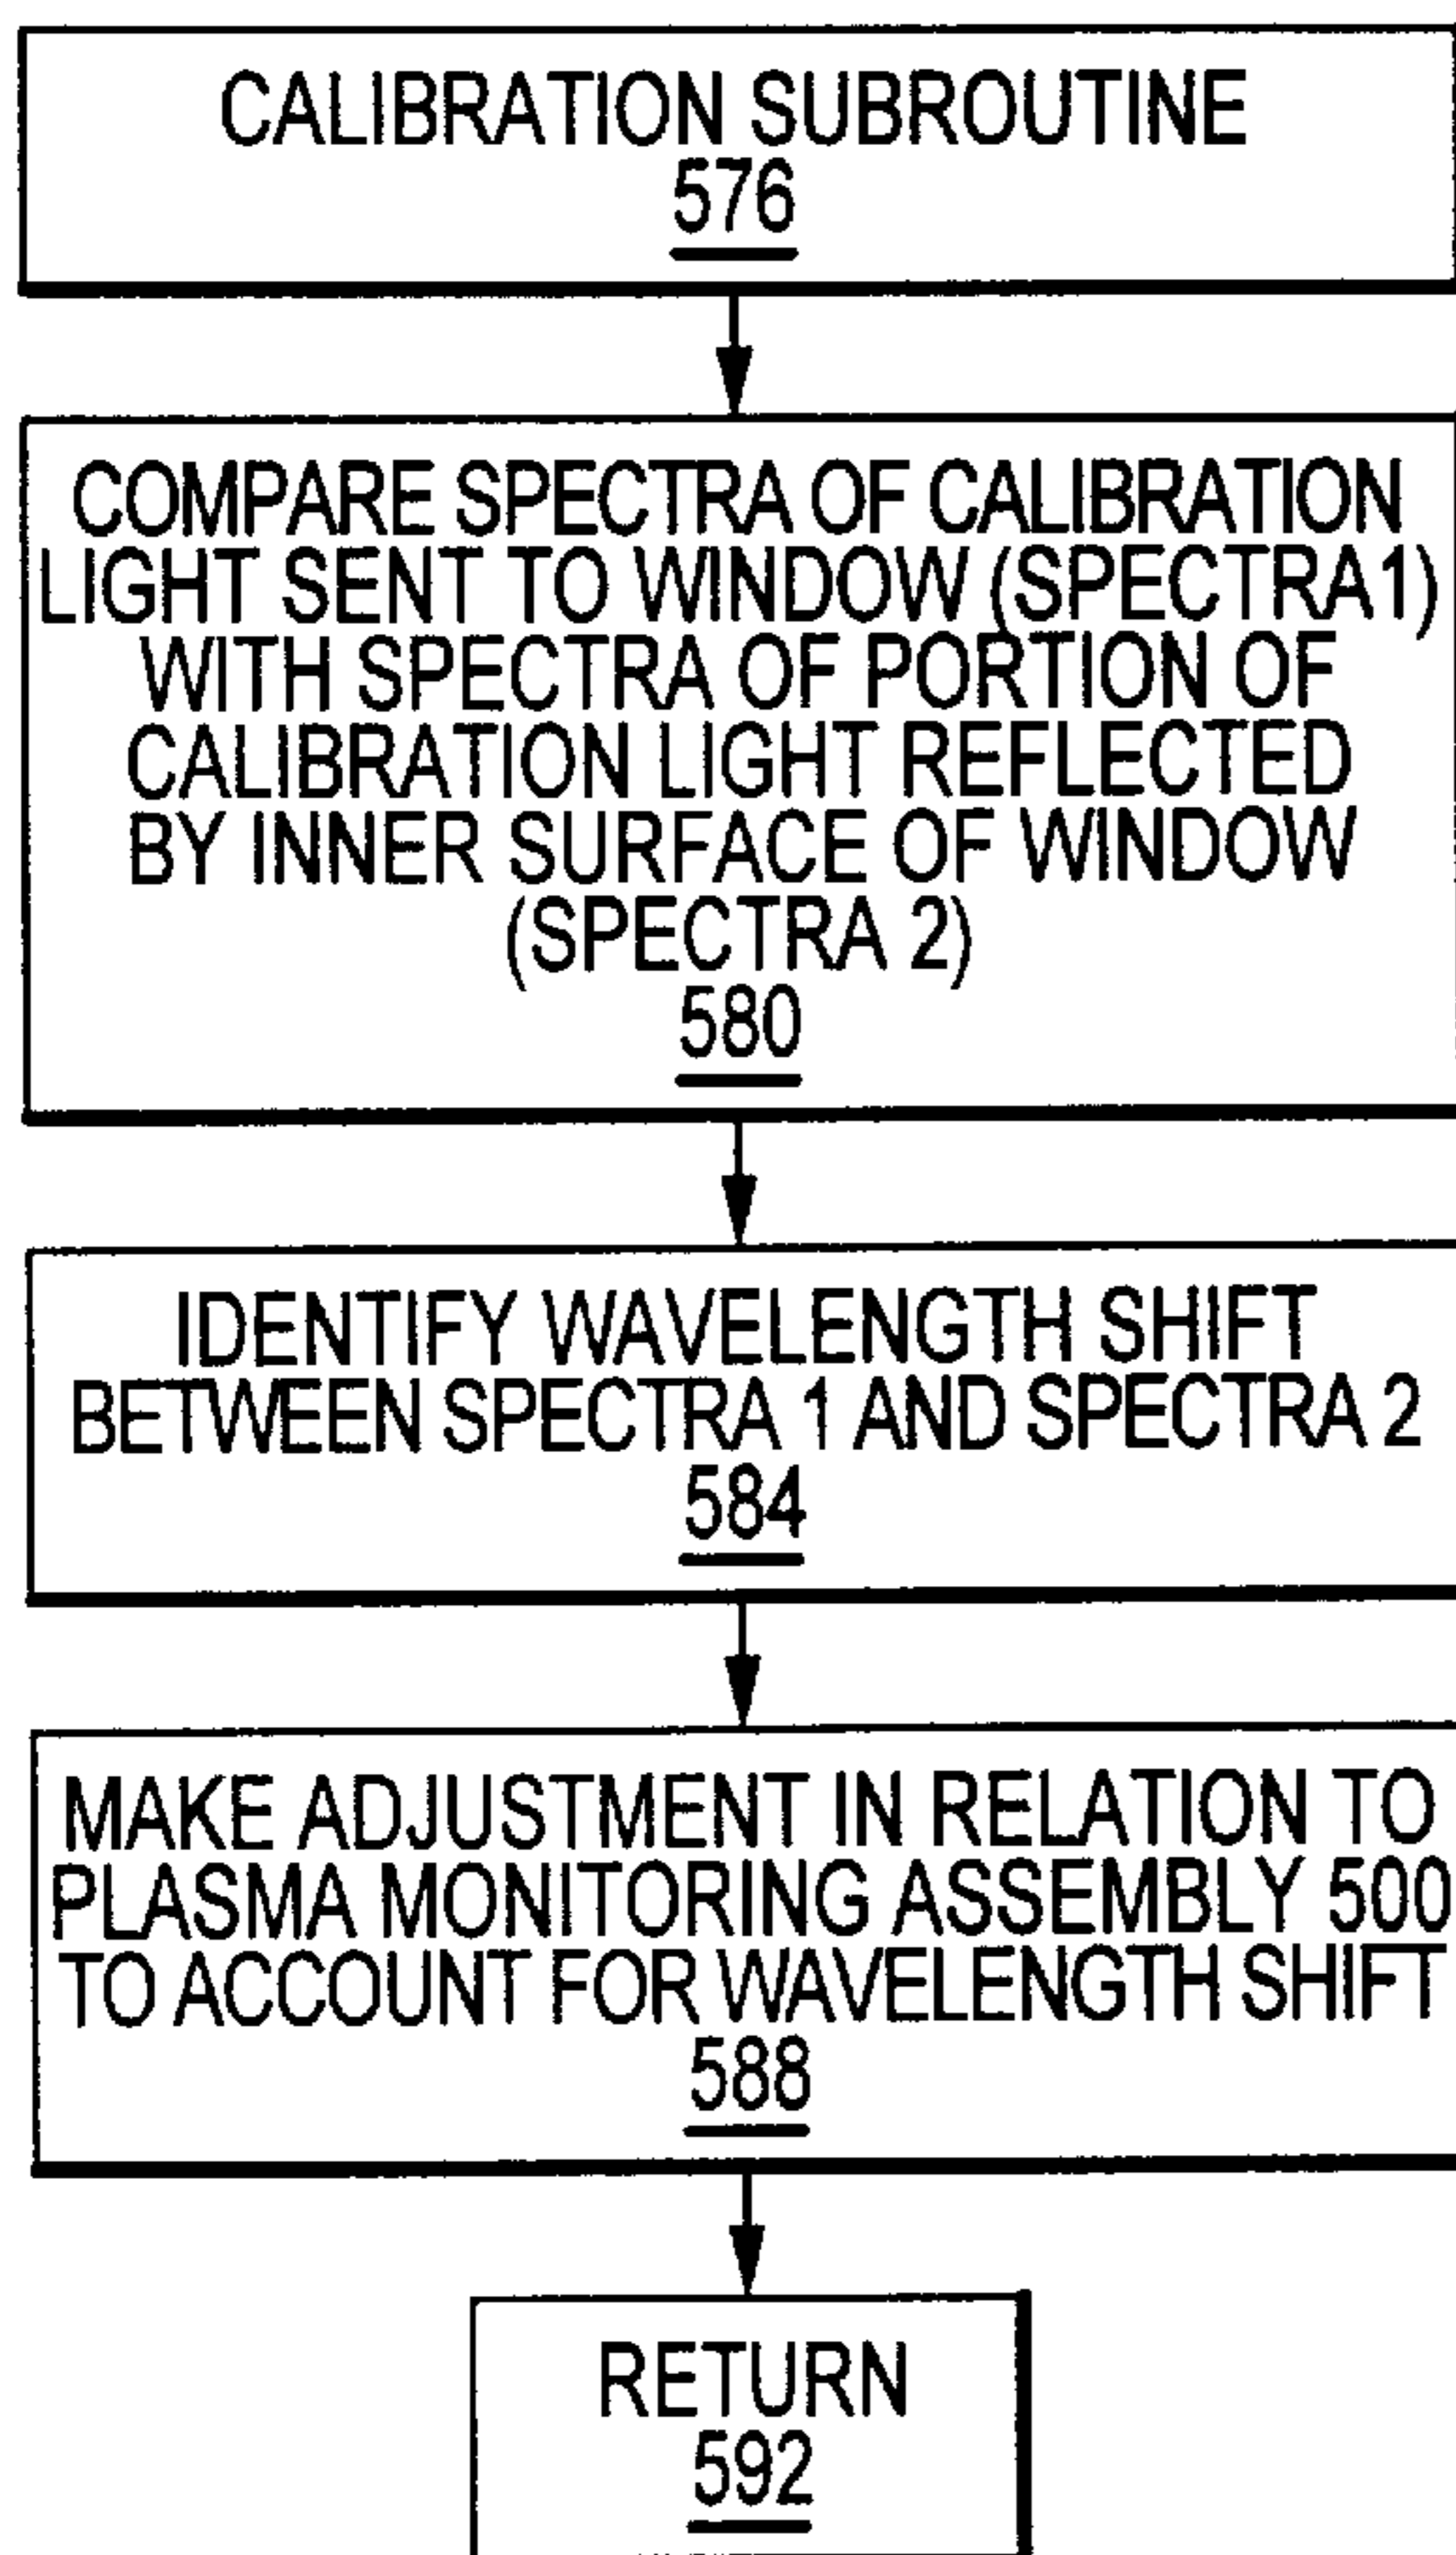 CALIBRATION SUBROUTINE
576
COMPARE SPECTRA OF CALIBRATION
LIGHT SENT TO WINDOW (SPECTRA1)
WITH SPECTRA OF PORTION OF
CALIBRATION LIGHT REFLECTED
BY INNER SURFACE OF WINDOW
(SPECTRA 2)
580
IDENTIFY WAVELENGTH SHIFT
BETWEEN SPECTRA 1 AND SPECTRA 2
584
MAKE ADJUSTMENT IN RELATION TO
PLASMA MONITORING ASSEMBLY 500
TO ACCOUNT FOR WAVELENGTH SHIFT
588
RETURN
592